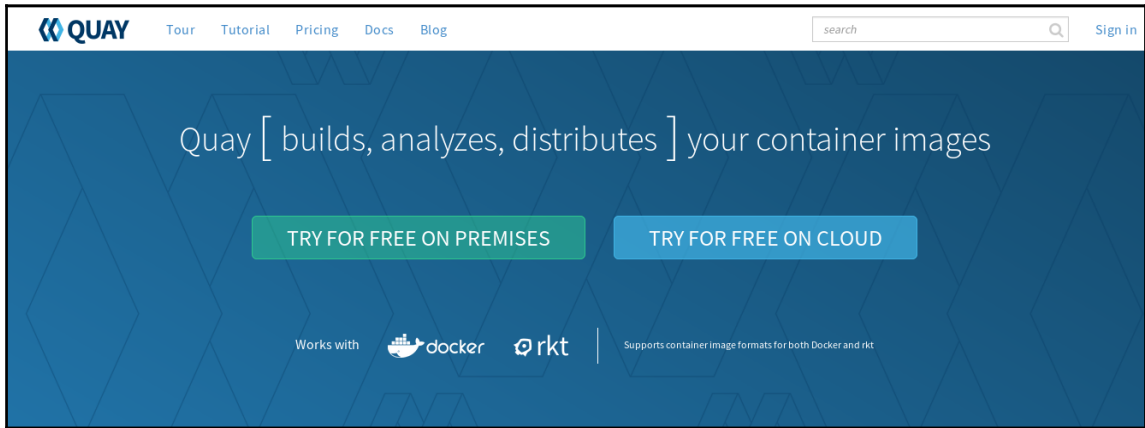 QUAY Tour Tutorial Pricing Docs Blog search Sign in
Quay [ builds, analyzes, distributes ] your container images
TRY FOR FREE ON PREMISES TRY FOR FREE ON CLOUD
Works with docker rkt Supports container image formats for both Docker and rkt